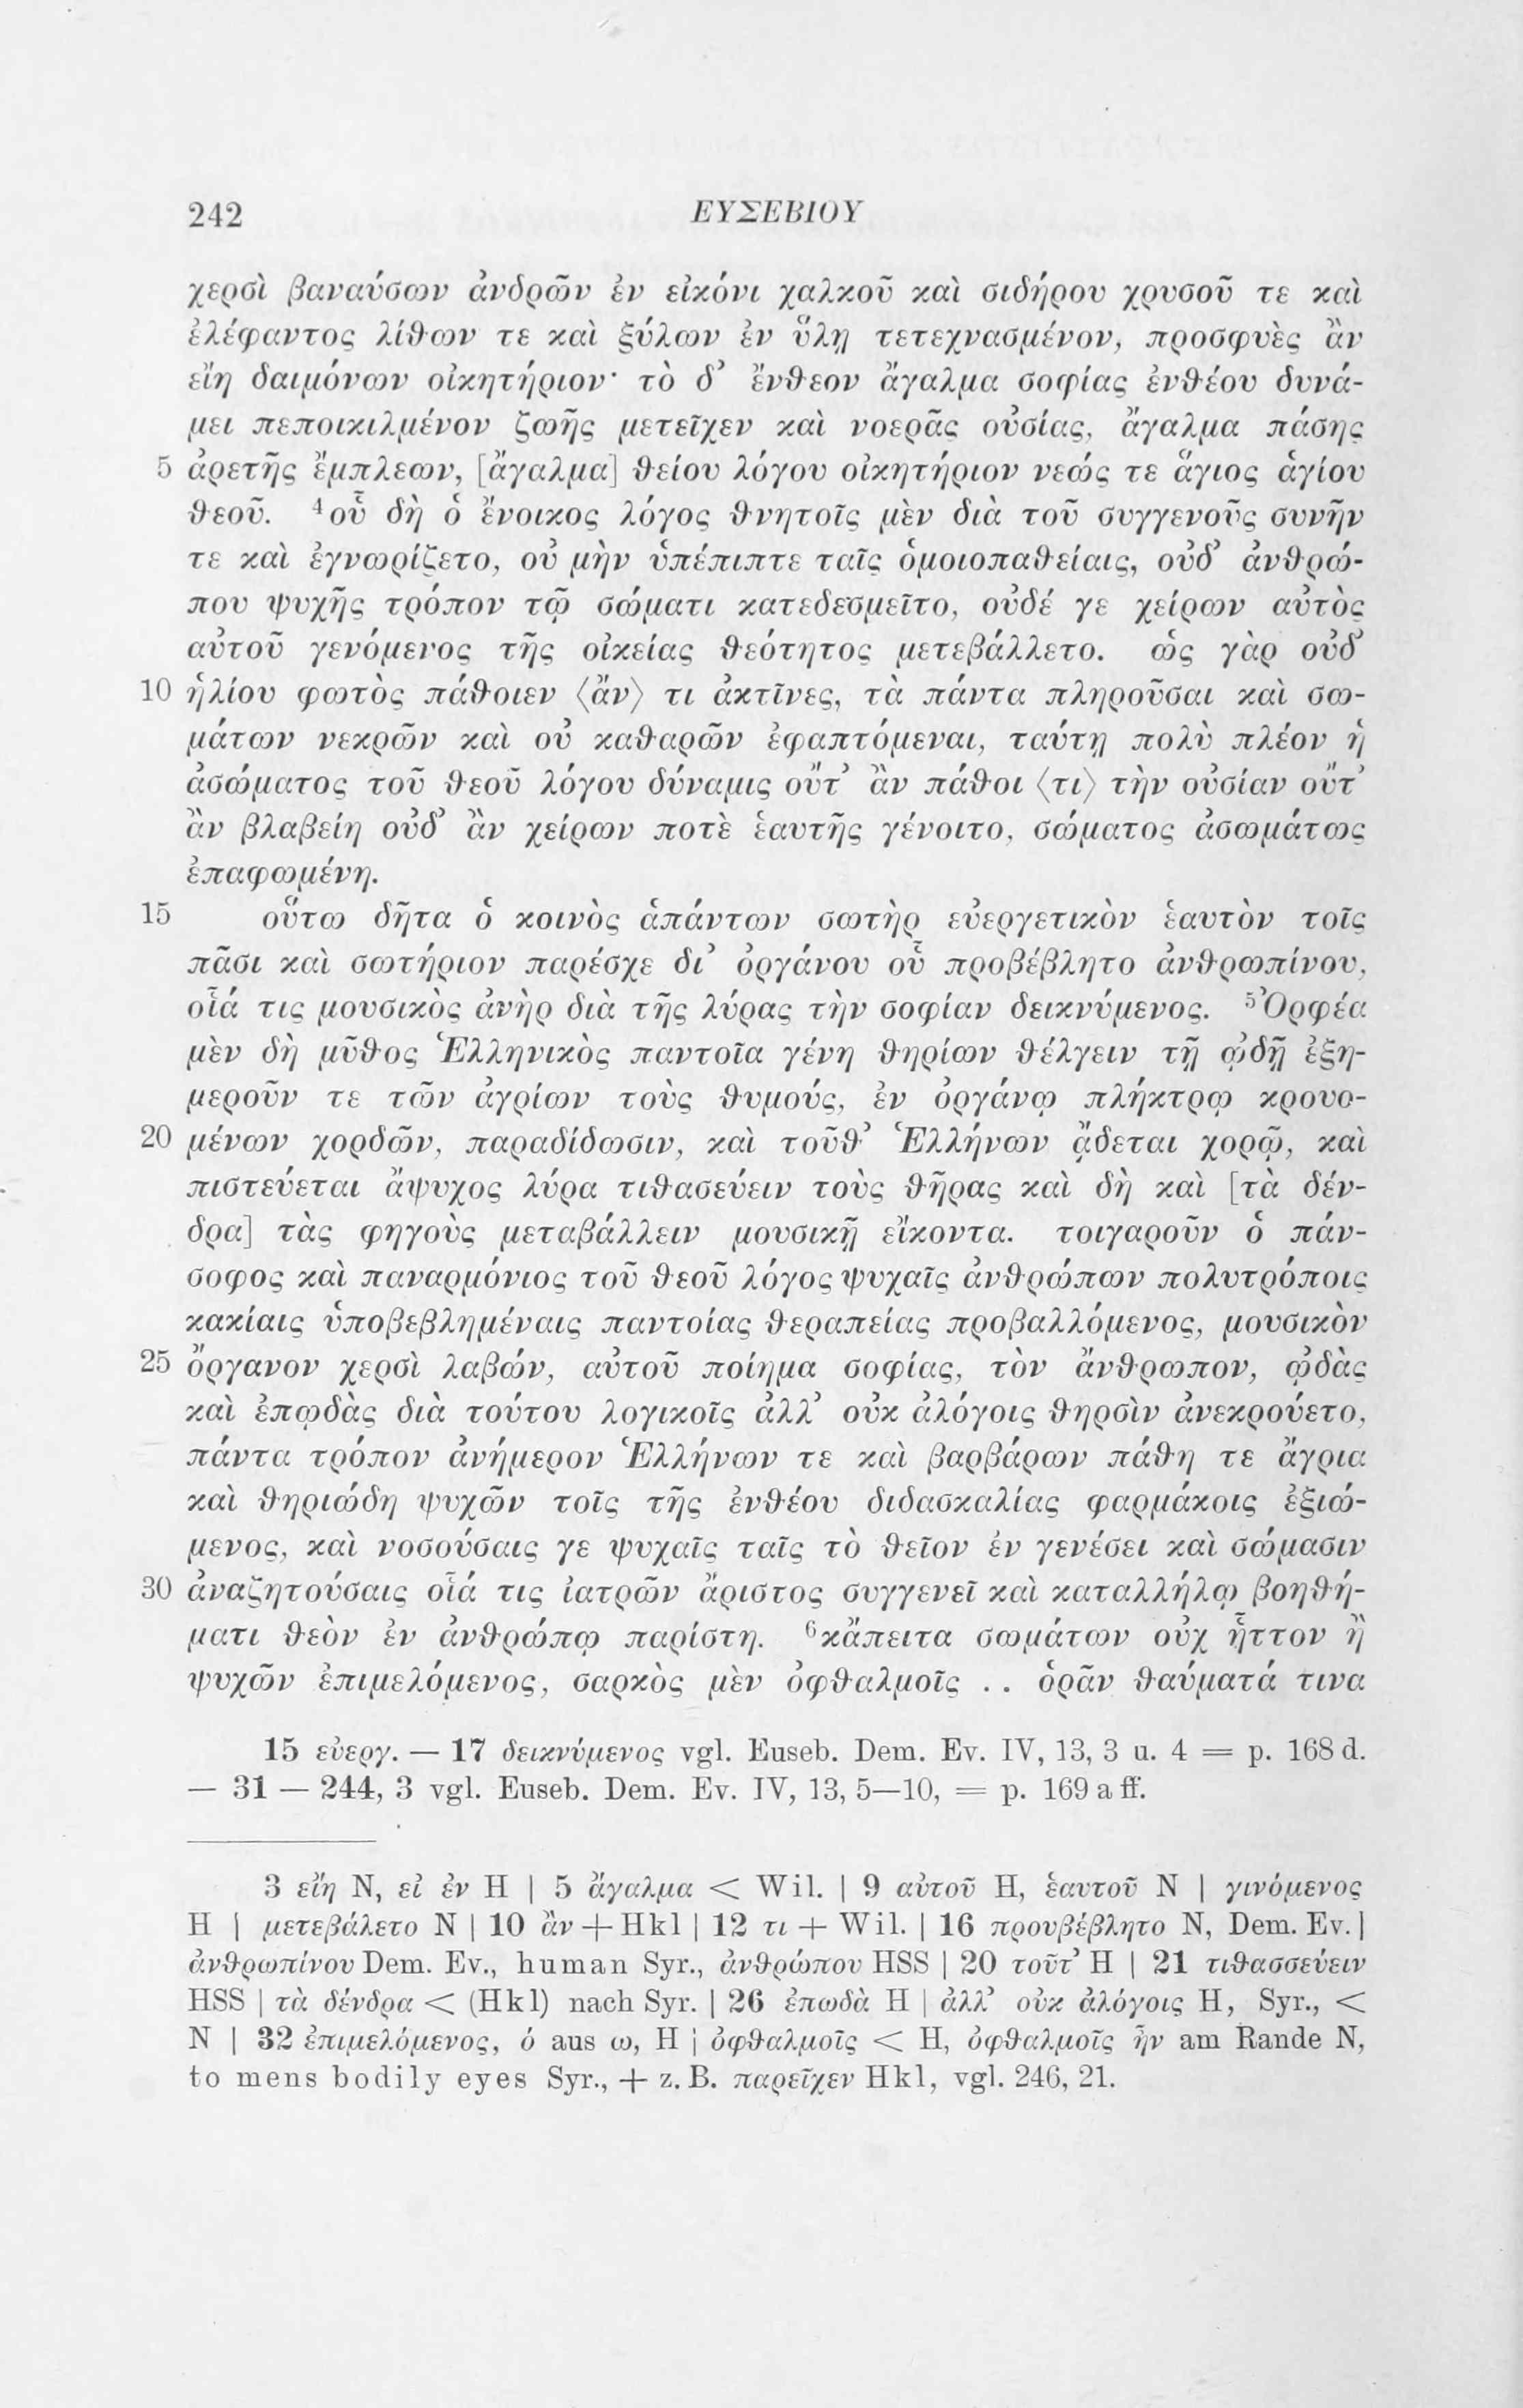 242
ΕΥΣΕΒΙΟΥ
χερσὶ βαναύσων ἀνδρῶν ἐν εἰκόνι χαλκοῦ καὶ σιδήρου χρυσοῦ τε καὶ
ἐλέφαντος λίθων τε καὶ ξύλων ἐν ὕλῃ τετεχνασμένον, προσφυὲς ἂν
εἴη δαιμόνων οἰκητήριον· τὸ δ’ ἔνθεον ἄγαλμα σοφίας ἐνθέου δυνά-
μει πεποικιλμένον ζωῆς μετεῖχεν καὶ νοερᾶς οὐσίας, ἄγαλμα πάσης
5 ἀρετῆς ἔμπλεων, [ἄγαλμα] θείου λόγου οἰκητήριον νεώς τε ἅγιος ἁγίου
θεοῦ. ⁴οὗ δὴ ὁ ἔνοικος λόγος θνητοῖς μὲν διὰ τοῦ συγγενοῦς συνῆν
τε καὶ ἐγνωρίζετο, οὐ μὴν ὑπέπιπτε ταῖς ὁμοιοπαθείαις, οὐδ’ ἀνθρώ-
που ψυχῆς τρόπον τῷ σώματι κατεδεσμεῖτο, οὐδέ γε χείρων αὐτὸς
αὑτοῦ γενόμενος τῆς οἰκείας θεότητος μετεβάλλετο. ὡς γὰρ οὐδ’
10 ἡλίου φωτὸς πάθοιεν ⟨ἄν⟩ τι ἀκτῖνες, τὰ πάντα πληροῦσαι καὶ σω-
μάτων νεκρῶν καὶ οὐ καθαρῶν ἐφαπτόμεναι, ταύτῃ πολὺ πλέον ἡ
ἀσώματος τοῦ θεοῦ λόγου δύναμις οὔτ’ ἂν πάθοι ⟨τι⟩ τὴν οὐσίαν οὔτ’
ἂν βλαβείη οὐδ’ ἂν χείρων ποτὲ ἑαυτῆς γένοιτο, σώματος ἀσωμάτως
ἐπαφωμένη.
15 οὕτω δῆτα ὁ κοινὸς ἁπάντων σωτὴρ εὐεργετικὸν ἑαυτὸν τοῖς
πᾶσι καὶ σωτήριον παρέσχε δι’ ὀργάνου οὗ προβέβλητο ἀνθρωπίνου,
οἷά τις μουσικὸς ἀνὴρ διὰ τῆς λύρας τὴν σοφίαν δεικνύμενος. ⁵Ὀρφέα
μὲν δὴ μῦθος Ἑλληνικὸς παντοῖα γένη θηρίων θέλγειν τῇ ᾠδῇ ἐξη-
μεροῦν τε τῶν ἀγρίων τοὺς θυμούς, ἐν ὀργάνῳ πλήκτρῳ κρουο-
20 μένων χορδῶν, παραδίδωσιν, καὶ τοῦθ’ Ἑλλήνων ᾄδεται χορῷ, καὶ
πιστεύεται ἄψυχος λύρα τιθασεύειν τοὺς θῆρας καὶ δὴ καὶ [τὰ δέν-
δρα] τὰς φηγοὺς μεταβάλλειν μουσικῇ εἴκοντα. τοιγαροῦν ὁ πάν-
σοφος καὶ παναρμόνιος τοῦ θεοῦ λόγος ψυχαῖς ἀνθρώπων πολυτρόποις
κακίαις ὑποβεβλημέναις παντοίας θεραπείας προβαλλόμενος, μουσικὸν
25 ὄργανον χερσὶ λαβών, αὐτοῦ ποίημα σοφίας, τὸν ἄνθρωπον, ᾠδὰς
καὶ ἐπῳδὰς διὰ τούτου λογικοῖς ἀλλ’ οὐκ ἀλόγοις θηρσὶν ἀνεκρούετο,
πάντα τρόπον ἀνήμερον Ἑλλήνων τε καὶ βαρβάρων πάθη τε ἄγρια
καὶ θηριώδη ψυχῶν τοῖς τῆς ἐνθέου διδασκαλίας φαρμάκοις ἐξιώ-
μενος, καὶ νοσούσαις γε ψυχαῖς ταῖς τὸ θεῖον ἐν γενέσει καὶ σώμασιν
30 ἀναζητούσαις οἷά τις ἰατρῶν ἄριστος συγγενεῖ καὶ καταλλήλῳ βοηθή-
ματι θεὸν ἐν ἀνθρώπῳ παρίστη. ⁶κἄπειτα σωμάτων οὐχ ἧττον ἢ
ψυχῶν ἐπιμελόμενος, σαρκὸς μὲν ὀφθαλμοῖς . . ὁρᾶν θαύματά τινα
15 εὐεργ. — 17 δεικνύμενος vgl. Euseb. Dem. Ev. IV, 13, 3 u. 4 = p. 168 d.
— 31 — 244, 3 vgl. Euseb. Dem. Ev. IV, 13, 5—10, = p. 169 a ff.
3 εἴη N, εἰ ἐν H | 5 ἄγαλμα < Wil. | 9 αὐτοῦ H, ἑαυτοῦ N | γινόμενος
H | μετεβάλετο N | 10 ἂν + Hkl | 12 τι + Wil. | 16 προυβέβλητο N, Dem. Ev. |
ἀνθρωπίνου Dem. Ev., human Syr., ἀνθρώπου HSS | 20 τοῦτ’ H | 21 τιθασσεύειν
HSS | τὰ δένδρα < (Hkl) nach Syr. | 26 ἐπωδὰ H | ἀλλ’ οὐκ ἀλόγοις H, Syr., <
N | 32 ἐπιμελόμενος, ό aus ω, H | ὀφθαλμοῖς < H, ὀφθαλμοῖς ἦν am Rande N,
to mens bodily eyes Syr., + z. B. παρεῖχεν Hkl, vgl. 246, 21.